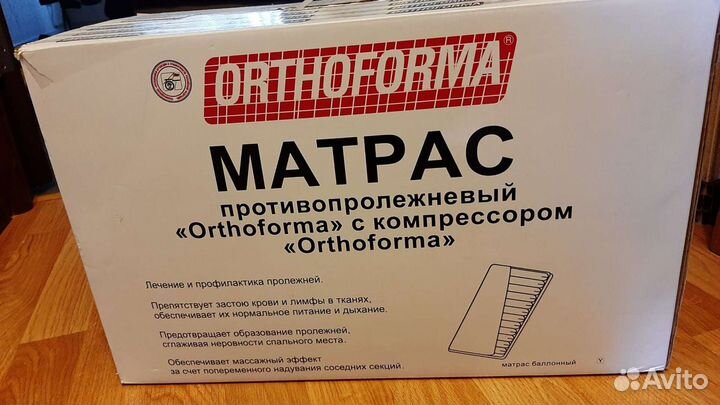 ORTHOFORMA®
МАТРАС
противопролежневый
«Orthoforma» с компрессором
«Orthoforma»
Лечение и профилактика пролежней.
Препятствует застою крови и лимфы в тканях,
обеспечивает их нормальное питание и дыхание.
Предотвращает образование пролежней,
сглаживая неровности спального места.
Обеспечивает массажный эффект
за счет попеременного надувания соседних секций.
матрас баллонный Y
Avito